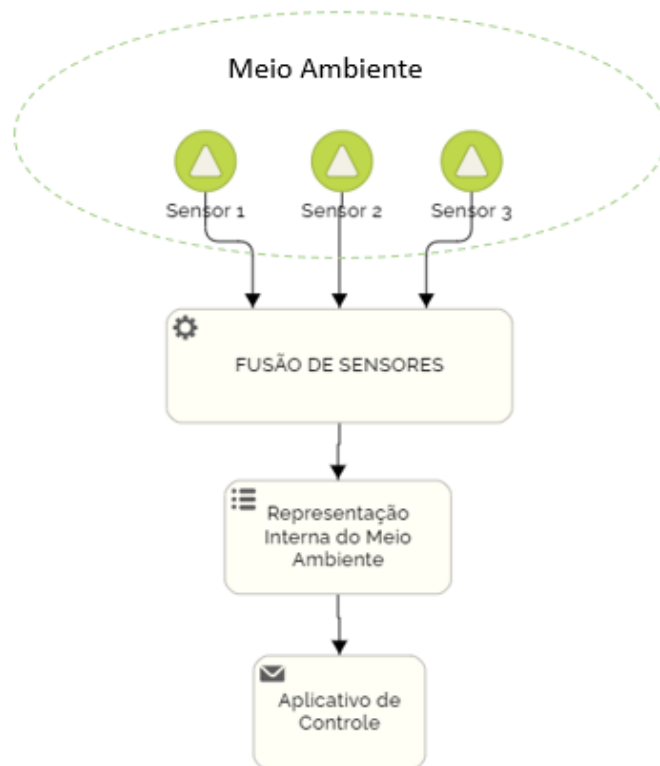 Meio Ambiente
Sensor 1
Sensor 2
Sensor 3
FUSÃO DE SENSORES
Representação
Interna do Meio
Ambiente
Aplicativo de
Controle